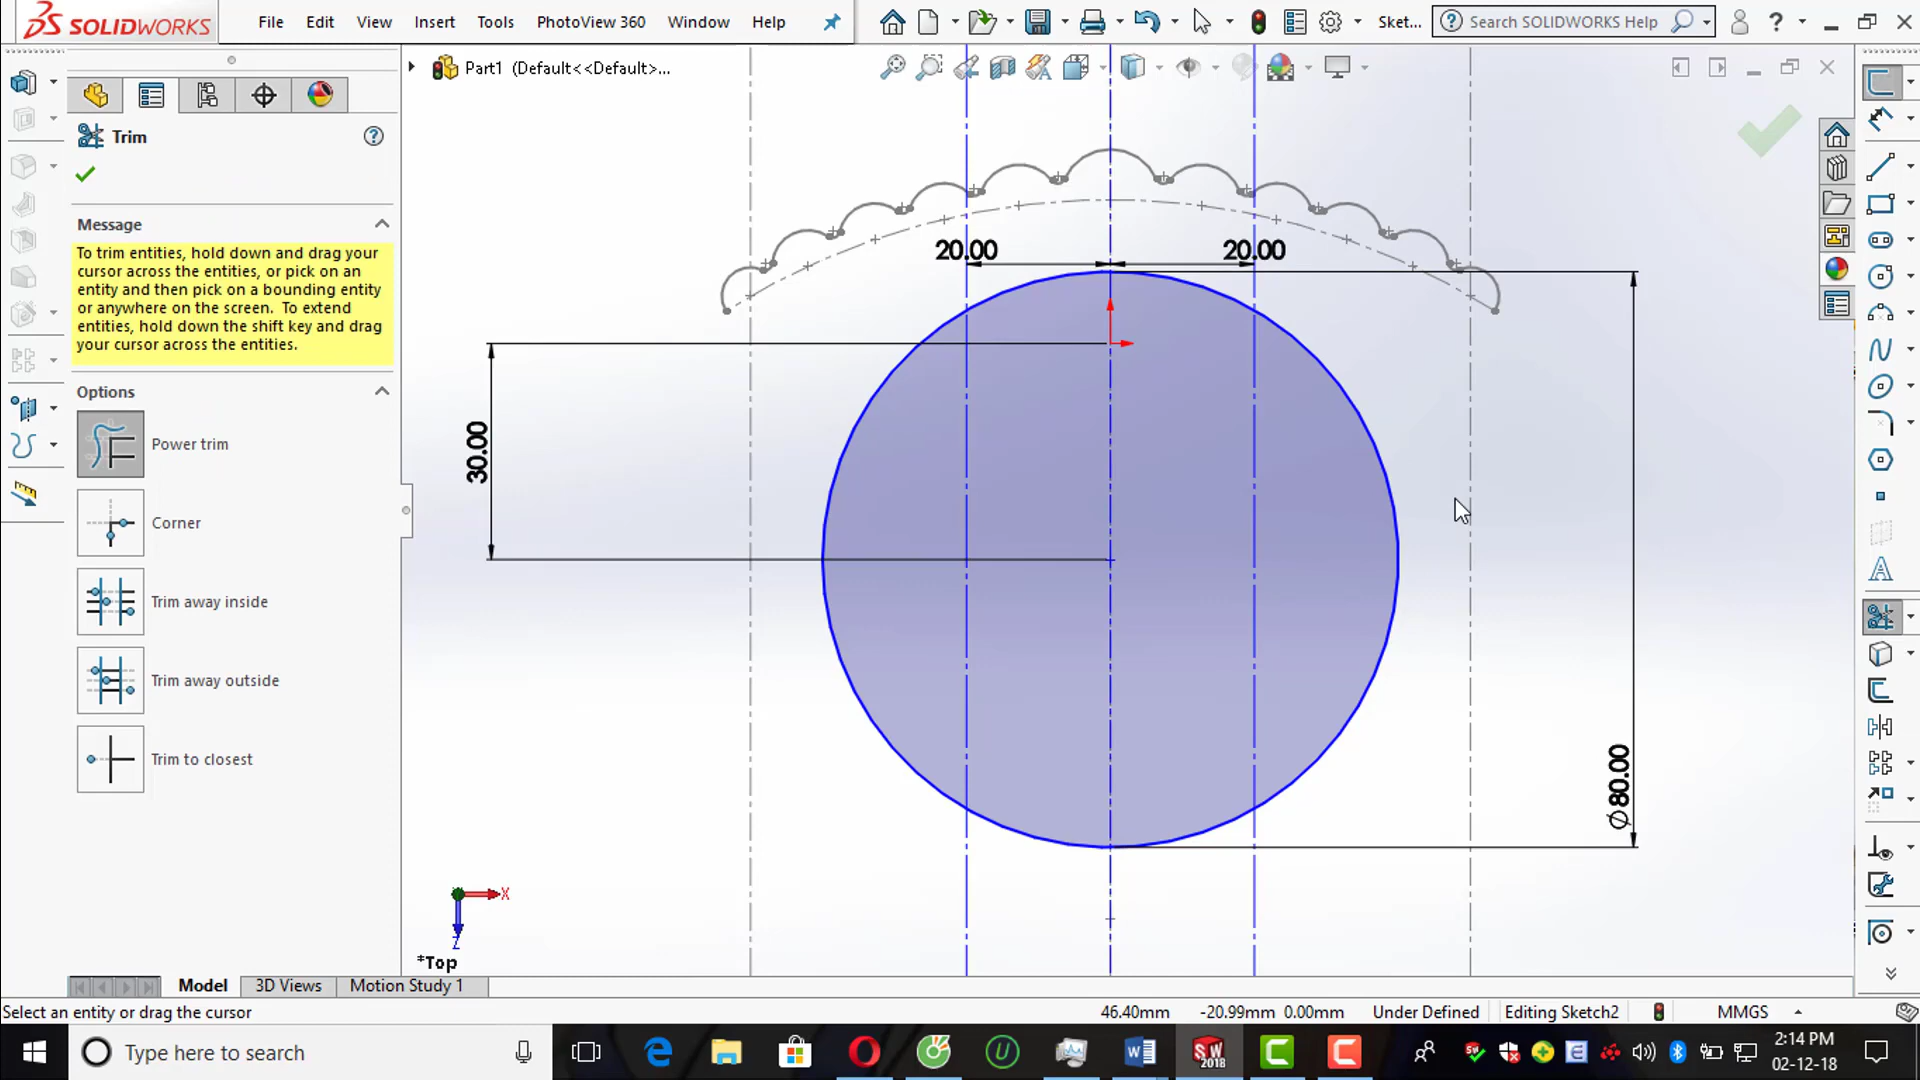 SOLIDWORKS
File Edit View Insert Tools PhotoView 360 Window Help
Sket...
Search SOLIDWORKS Help
Part1 (Default<<Default>...
Trim
Message
To trim entities, hold down and drag your
cursor across the entities, or pick on an
entity and then pick on a bounding entity
or anywhere on the screen. To extend
entities, hold down the shift key and drag
your cursor across the entities.
Options
Power trim
Corner
Trim away inside
Trim away outside
Trim to closest
20.00
20.00
30.00
Ø80.00
X
Z
*Top
Model 3D Views Motion Study 1
Select an entity or drag the cursor
46.40mm -20.99mm 0.00mm Under Defined Editing Sketch2 MMGS
Type here to search
SW
2018
2:14 PM
02-12-18